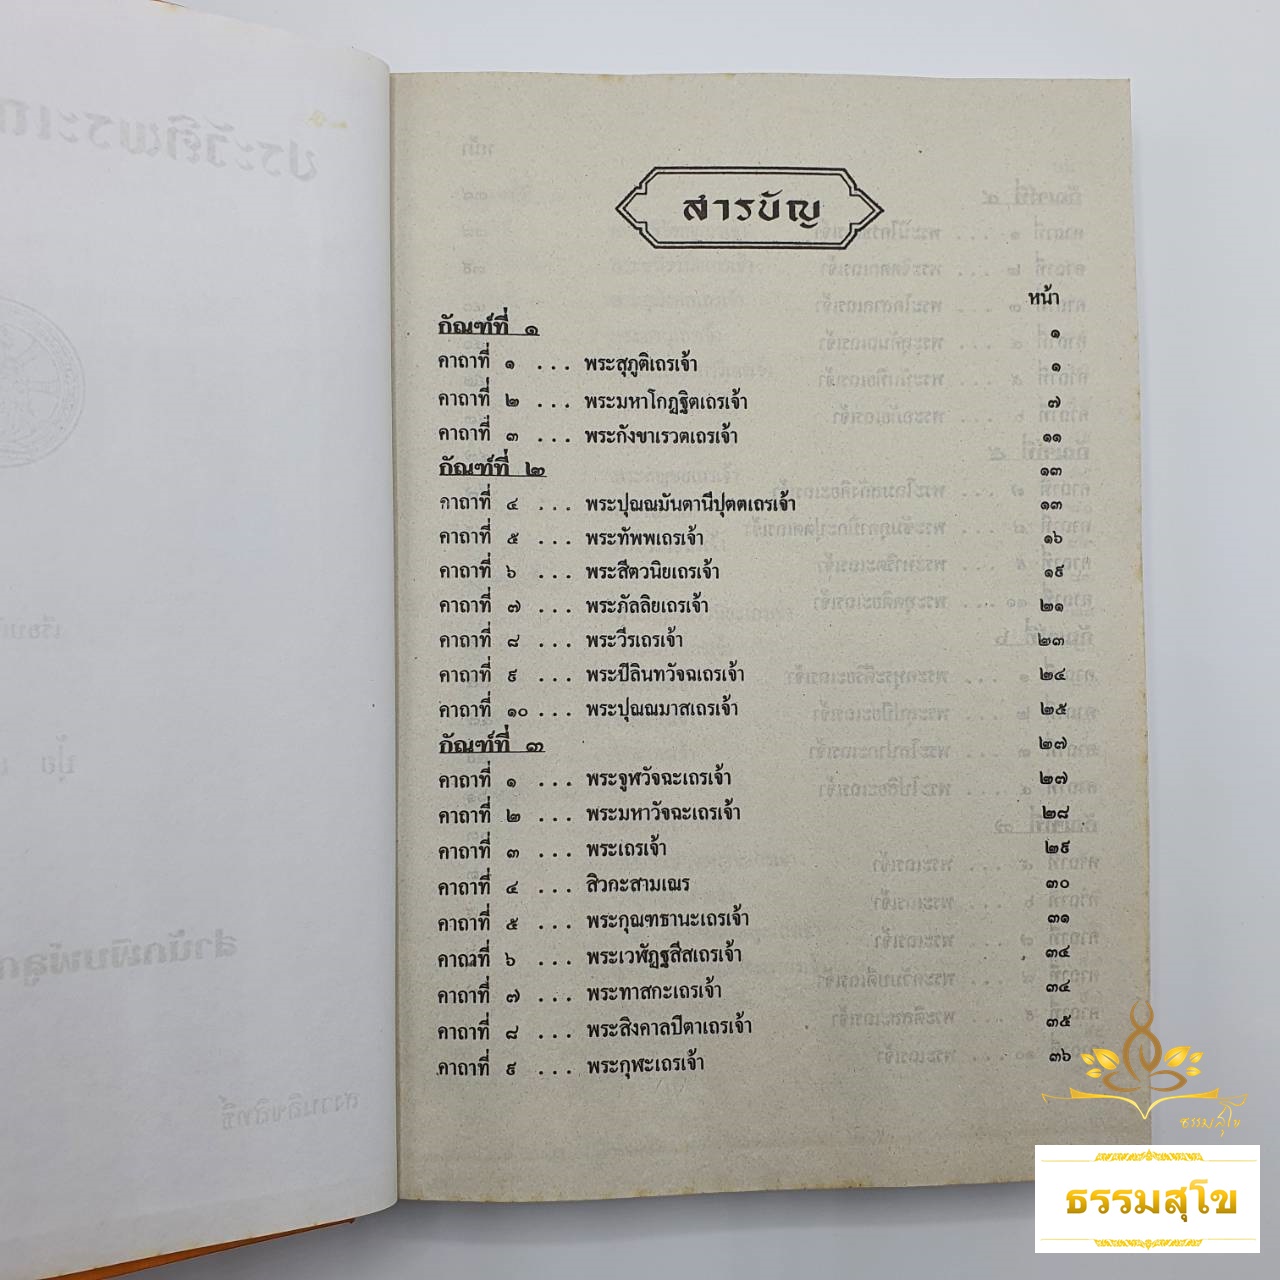 สารบัญ
หน้า
กัณฑ์ที่ ๑ ๑
คาถาที่ ๑ ... พระสุภูติเถรเจ้า ๑
คาถาที่ ๒ ... พระมหาโกฏฐิตเถรเจ้า ๗
คาถาที่ ๓ ... พระกังขาเรวตเถรเจ้า ๑๑
กัณฑ์ที่ ๒ ๑๓
คาถาที่ ๔ ... พระปุณณมันตานีปุตตเถรเจ้า ๑๓
คาถาที่ ๕ ... พระทัพพเถรเจ้า ๑๖
คาถาที่ ๖ ... พระสีตวนิยเถรเจ้า ๑๙
คาถาที่ ๗ ... พระภัลลิยเถรเจ้า ๒๑
คาถาที่ ๘ ... พระวีรเถรเจ้า ๒๓
คาถาที่ ๙ ... พระปิลินทวัจฉเถรเจ้า ๒๔
คาถาที่ ๑๐ ... พระปุณณมาสเถรเจ้า ๒๕
กัณฑ์ที่ ๓ ๒๗
คาถาที่ ๑ ... พระจูฬวัจฉะเถรเจ้า ๒๗
คาถาที่ ๒ ... พระมหาวัจฉะเถรเจ้า ๒๘
คาถาที่ ๓ ... พระเถรเจ้า ๒๙
คาถาที่ ๔ ... สิวกะสามเณร ๓๐
คาถาที่ ๕ ... พระกุณฑธานะเถรเจ้า ๓๑
คาถาที่ ๖ ... พระเวฬัฏฐสีสเถรเจ้า ๓๔
คาถาที่ ๗ ... พระทาสกะเถรเจ้า ๓๔
คาถาที่ ๘ ... พระสิงคาลปีตาเถรเจ้า ๓๕
คาถาที่ ๙ ... พระกุฬะเถรเจ้า ๓๖
ธรรมสุโข
ธรรมสุโข